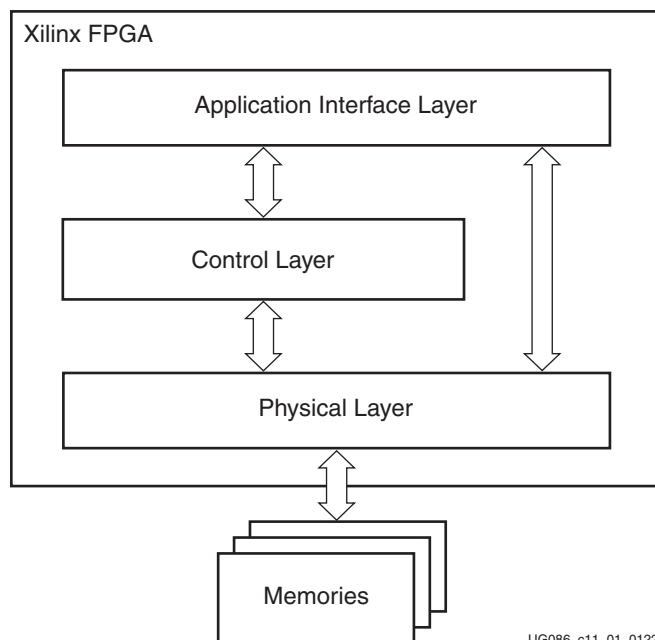 Xilinx FPGA
Application Interface Layer
Control Layer
Physical Layer
Memories